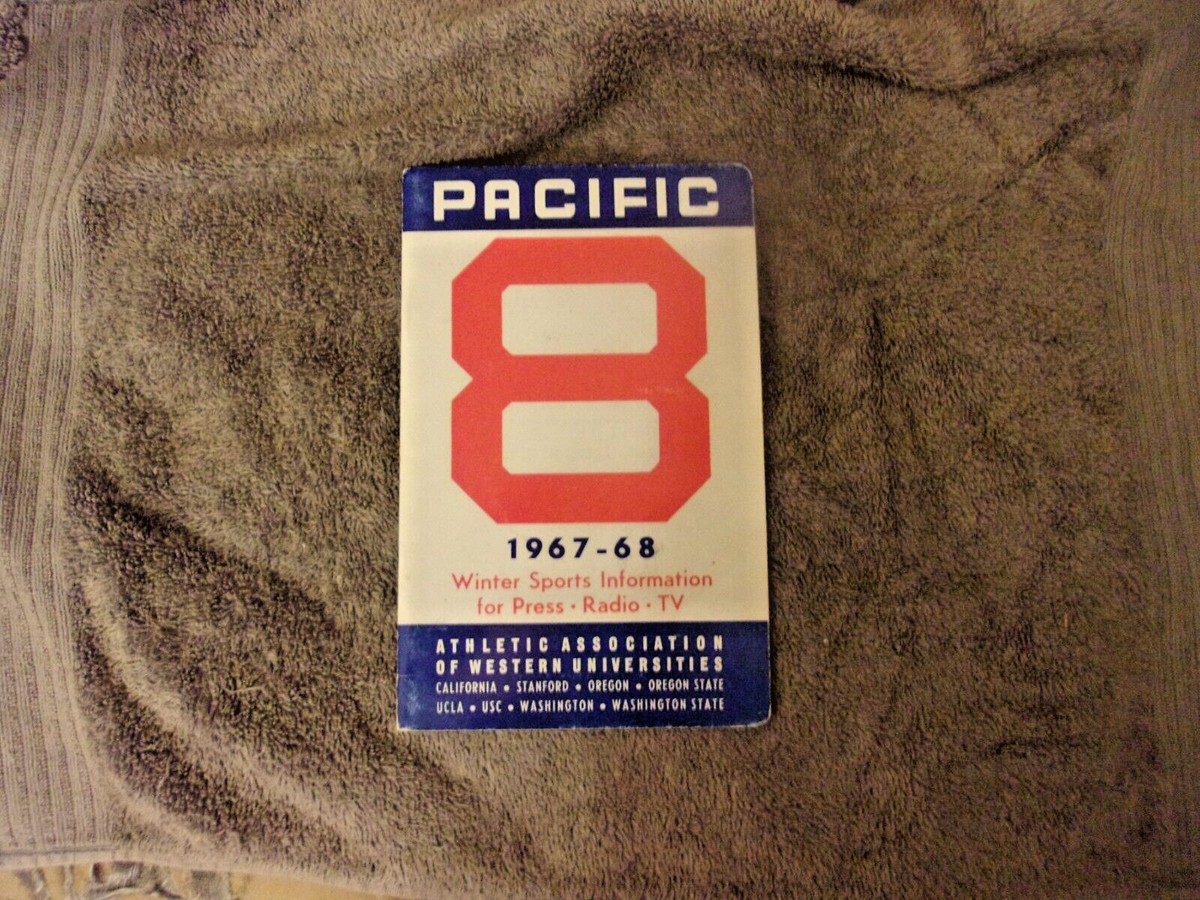 PACIFIC
8
1967-68
Winter Sports Information
for Press • Radio • TV
ATHLETIC ASSOCIATION
OF WESTERN UNIVERSITIES
CALIFORNIA • STANFORD • OREGON • OREGON STATE
UCLA • USC • WASHINGTON • WASHINGTON STATE